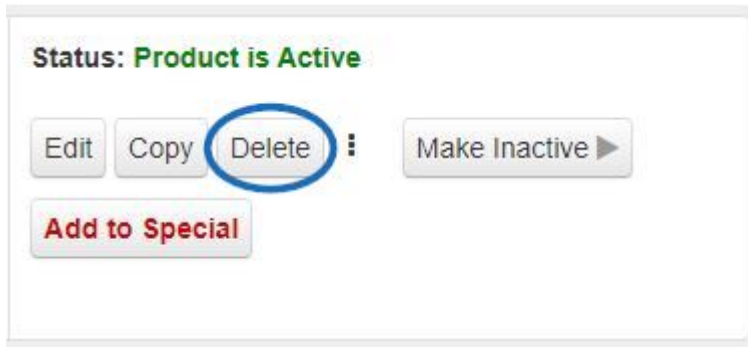 Status: Product is Active
Edit Copy Delete Make Inactive
Add to Special